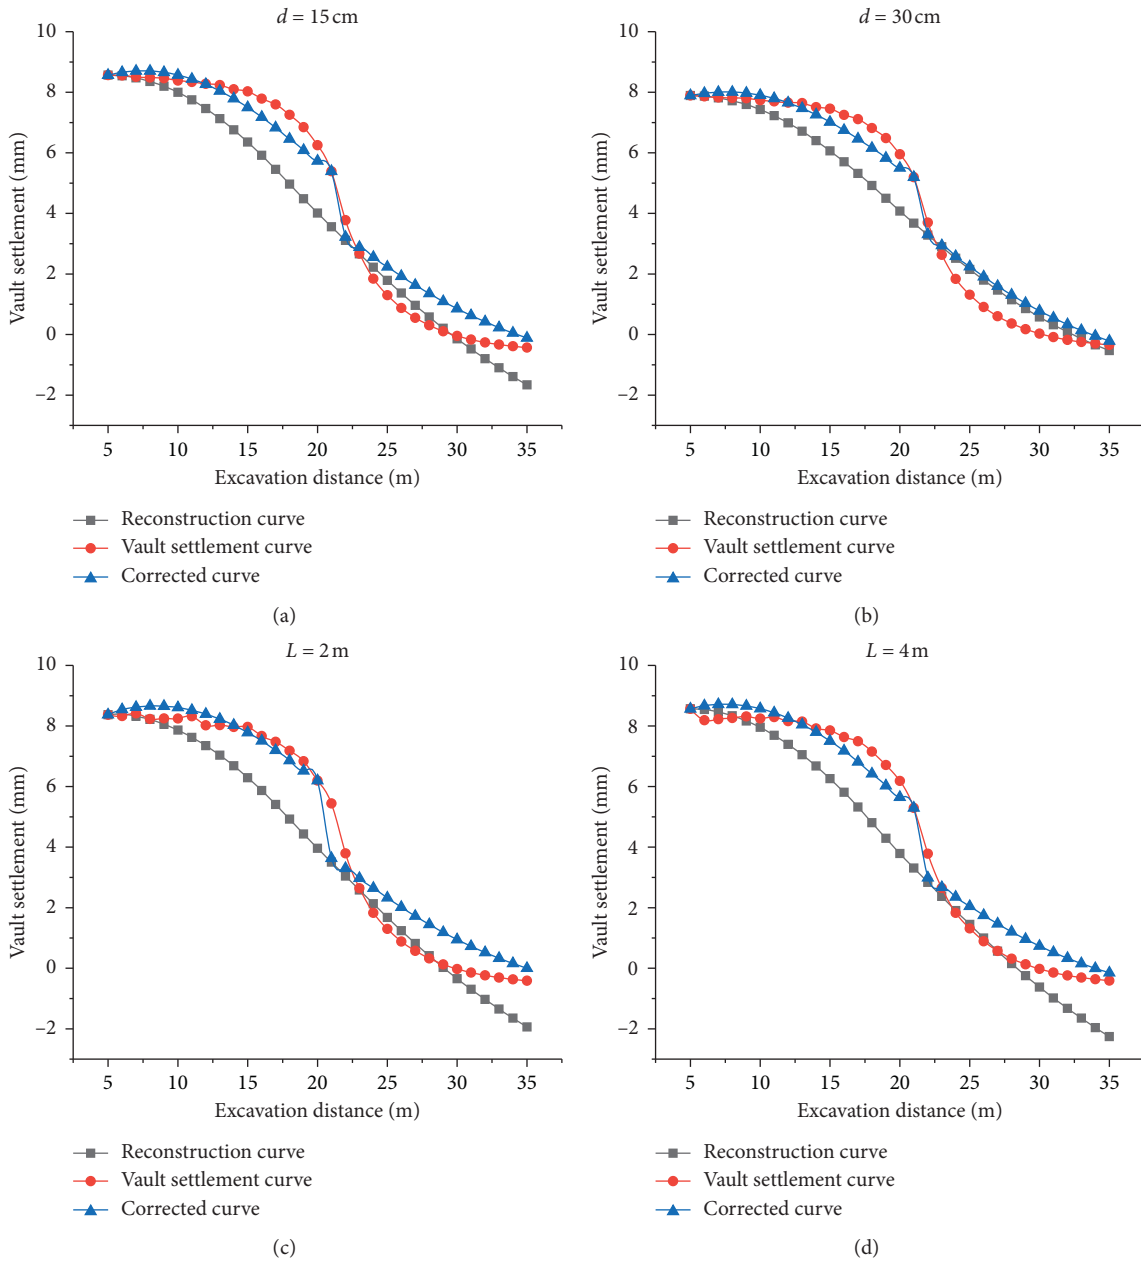 d = 15 cm
10
8
6
4
2
0
−2
Vault settlement (mm)
5 10 15 20 25 30 35
Excavation distance (m)
Reconstruction curve
Vault settlement curve
Corrected curve
(a)
d = 30 cm
10
8
6
4
2
0
−2
Vault settlement (mm)
5 10 15 20 25 30 35
Excavation distance (m)
Reconstruction curve
Vault settlement curve
Corrected curve
(b)
L = 2 m
10
8
6
4
2
0
−2
Vault settlement (mm)
5 10 15 20 25 30 35
Excavation distance (m)
Reconstruction curve
Vault settlement curve
Corrected curve
(c)
L = 4 m
10
8
6
4
2
0
−2
Vault settlement (mm)
5 10 15 20 25 30 35
Excavation distance (m)
Reconstruction curve
Vault settlement curve
Corrected curve
(d)